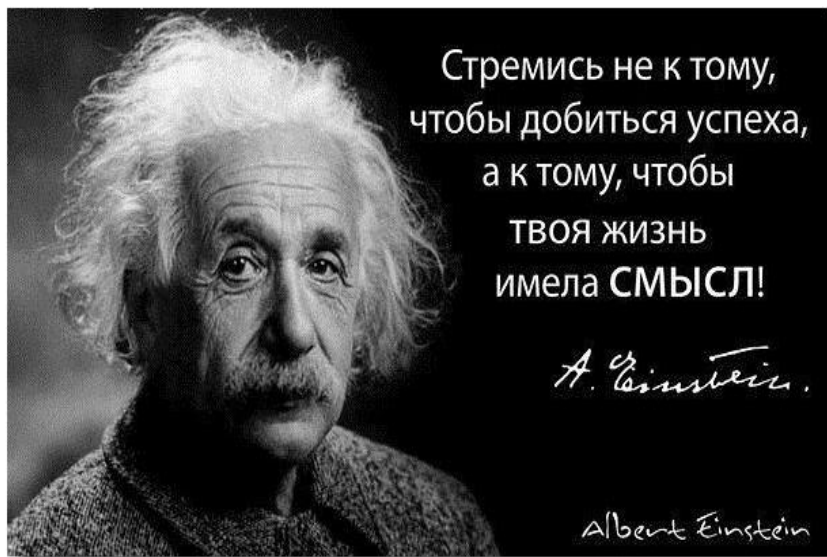 Стремись не к тому,
чтобы добиться успеха,
а к тому, чтобы
твоя жизнь
имела СМЫСЛ!
A. Einstein.
Albert Einstein